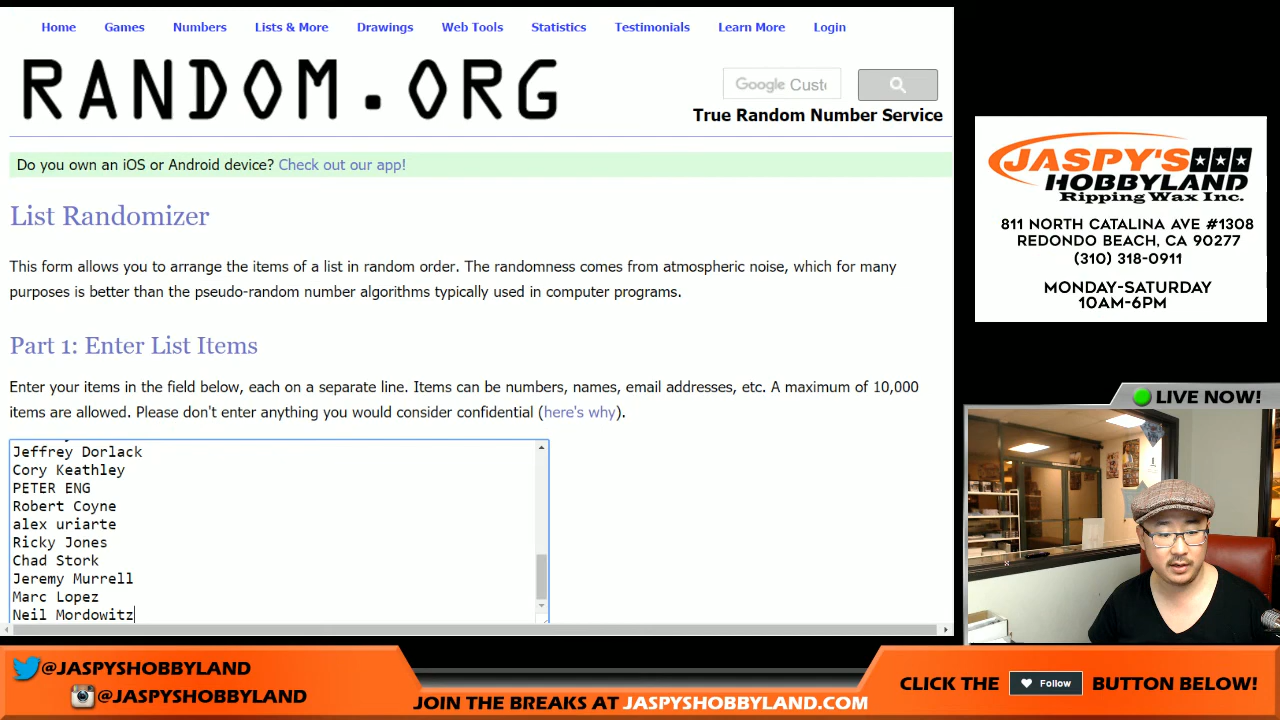 Home Games Numbers Lists & More Drawings Web Tools Statistics Testimonials Learn More Login
RANDOM.ORG
Google Custo
True Random Number Service
Do you own an iOS or Android device? Check out our app!
List Randomizer
This form allows you to arrange the items of a list in random order. The randomness comes from atmospheric noise, which for many
purposes is better than the pseudo-random number algorithms typically used in computer programs.
Part 1: Enter List Items
Enter your items in the field below, each on a separate line. Items can be numbers, names, email addresses, etc. A maximum of 10,000
items are allowed. Please don't enter anything you would consider confidential (here's why).
Jeffrey Dorlack
Cory Keathley
PETER ENG
Robert Coyne
alex uriarte
Ricky Jones
Chad Stork
Jeremy Murrell
Marc Lopez
Neil Mordowitz
JASPY'S
HOBBYLAND
Ripping Wax Inc.
811 NORTH CATALINA AVE #1308
REDONDO BEACH, CA 90277
(310) 318-0911
MONDAY-SATURDAY
10AM-6PM
LIVE NOW!
@JASPYSHOBBYLAND
@JASPYSHOBBYLAND
JOIN THE BREAKS AT JASPYSHOBBYLAND.COM
CLICK THE Follow BUTTON BELOW!